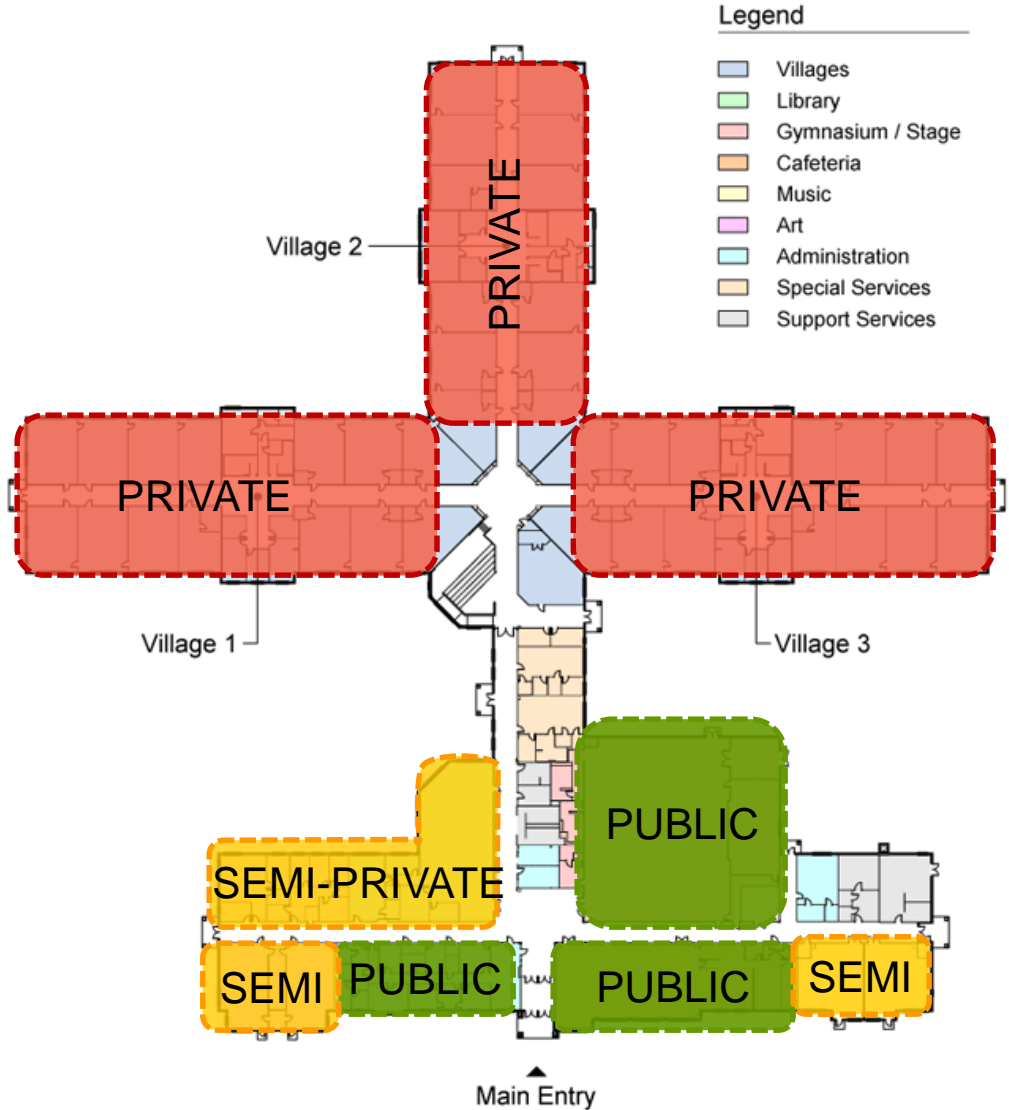 Legend
Villages
Library
Gymnasium / Stage
Cafeteria
Music
Art
Administration
Special Services
Support Services
PRIVATE
Village 2
PRIVATE
PRIVATE
Village 1
Village 3
PUBLIC
SEMI-PRIVATE
SEMI
PUBLIC
PUBLIC
SEMI
Main Entry